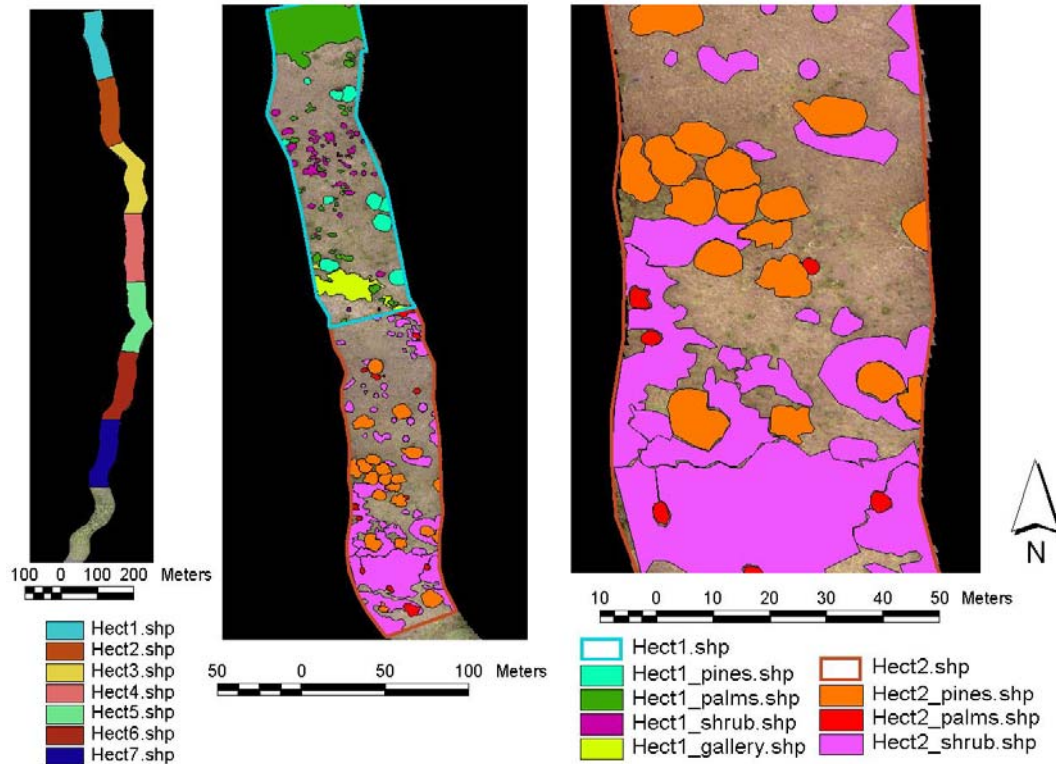 100 0 100 200 Meters
Hect1.shp
Hect2.shp
Hect3.shp
Hect4.shp
Hect5.shp
Hect6.shp
Hect7.shp
50 0 50 100 Meters
10 0 10 20 30 40 50 Meters
Hect1.shp
Hect1_pines.shp
Hect1_palms.shp
Hect1_shrub.shp
Hect1_gallery.shp
Hect2.shp
Hect2_pines.shp
Hect2_palms.shp
Hect2_shrub.shp
N